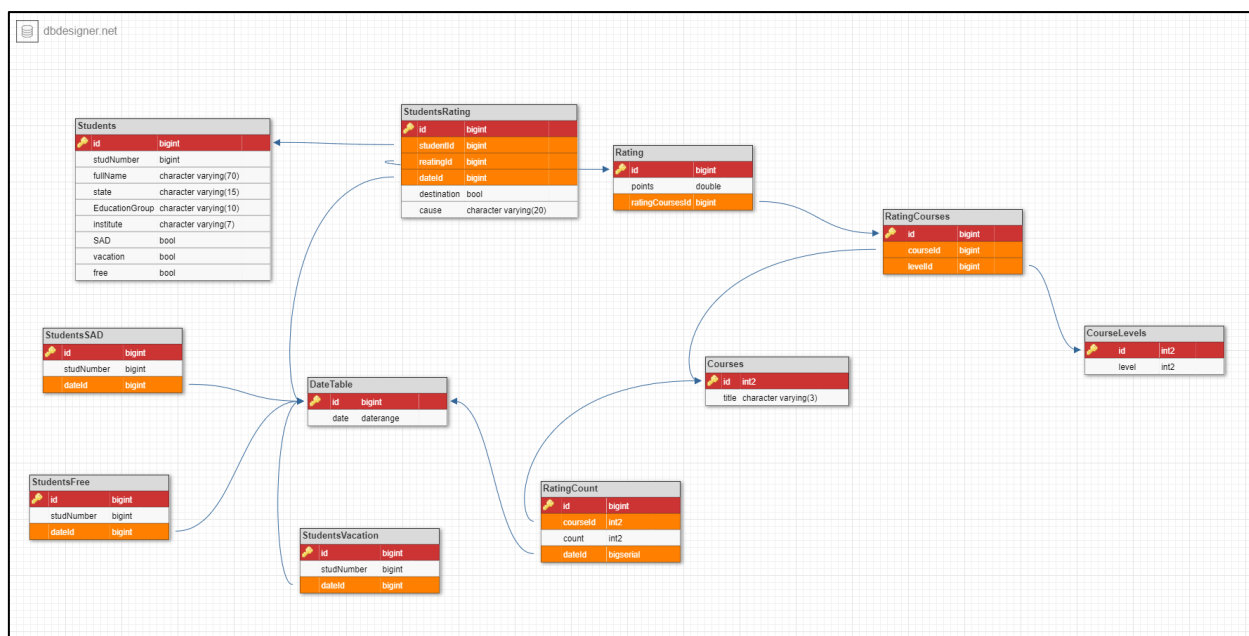 dbdesigner.net
Students
id bigint
studNumber bigint
fullName character varying(70)
state character varying(15)
EducationGroup character varying(10)
institute character varying(7)
SAD bool
vacation bool
free bool
StudentsRating
id bigint
studentId bigint
reatingId bigint
dateId bigint
destination bool
cause character varying(20)
Rating
id bigint
points double
ratingCoursesId bigint
RatingCourses
id bigint
courseId bigint
levelId bigint
StudentsSAD
id bigint
studNumber bigint
dateId bigint
DateTable
id bigint
date daterange
Courses
id int2
title character varying(3)
CourseLevels
id int2
level int2
StudentsFree
id bigint
studNumber bigint
dateId bigint
StudentsVacation
id bigint
studNumber bigint
dateId bigint
RatingCount
id bigint
courseId int2
count int2
dateId bigserial